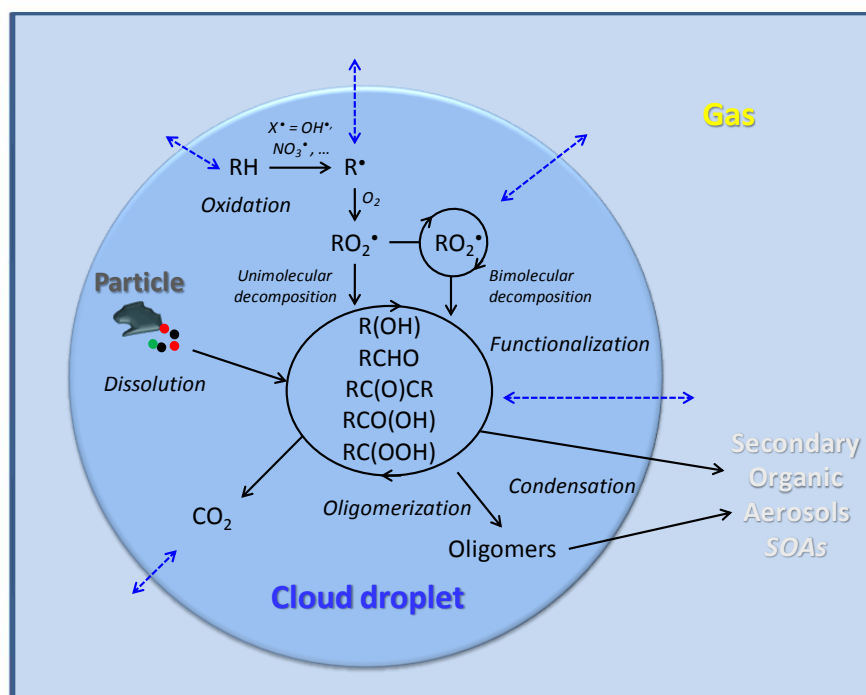 Gas
X• = OH•,
NO3•, ...
RH
R•
Oxidation
O2
RO2•
RO2•
Unimolecular
decomposition
Bimolecular
decomposition
Particle
R(OH)
Functionalization
RCHO
Dissolution
RC(O)CR
RCO(OH)
RC(OOH)
Secondary
Organic
Aerosols
SOAs
Condensation
Oligomerization
CO2
Oligomers
Cloud droplet